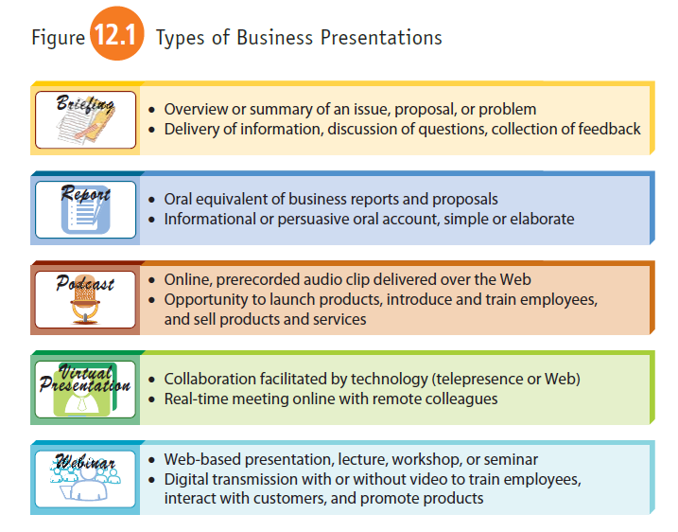 Figure 12.1 Types of Business Presentations
Briefing
• Overview or summary of an issue, proposal, or problem
• Delivery of information, discussion of questions, collection of feedback
Report
• Oral equivalent of business reports and proposals
• Informational or persuasive oral account, simple or elaborate
Podcast
• Online, prerecorded audio clip delivered over the Web
• Opportunity to launch products, introduce and train employees,
and sell products and services
Virtual
Presentation
• Collaboration facilitated by technology (telepresence or Web)
• Real-time meeting online with remote colleagues
Webinar
• Web-based presentation, lecture, workshop, or seminar
• Digital transmission with or without video to train employees,
interact with customers, and promote products